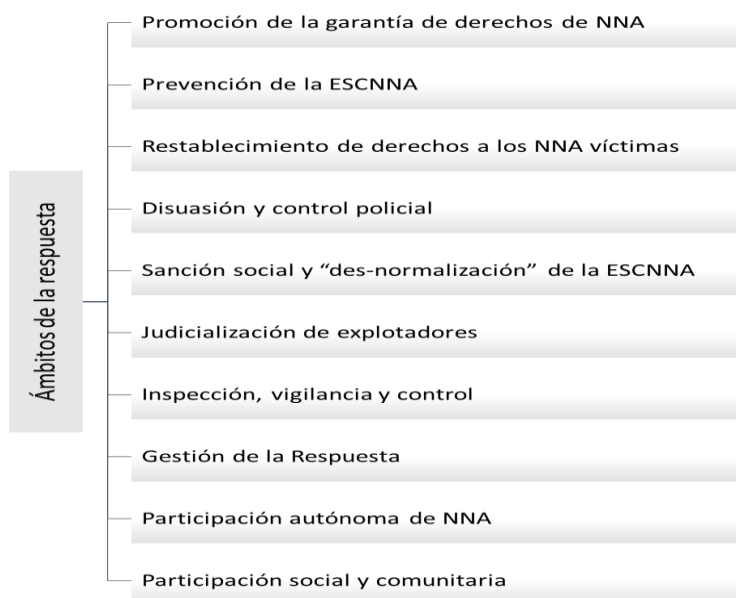 Ámbitos de la respuesta
Promoción de la garantía de derechos de NNA
Prevención de la ESCNNA
Restablecimiento de derechos a los NNA víctimas
Disuasión y control policial
Sanción social y “des-normalización” de la ESCNNA
Judicialización de explotadores
Inspección, vigilancia y control
Gestión de la Respuesta
Participación autónoma de NNA
Participación social y comunitaria